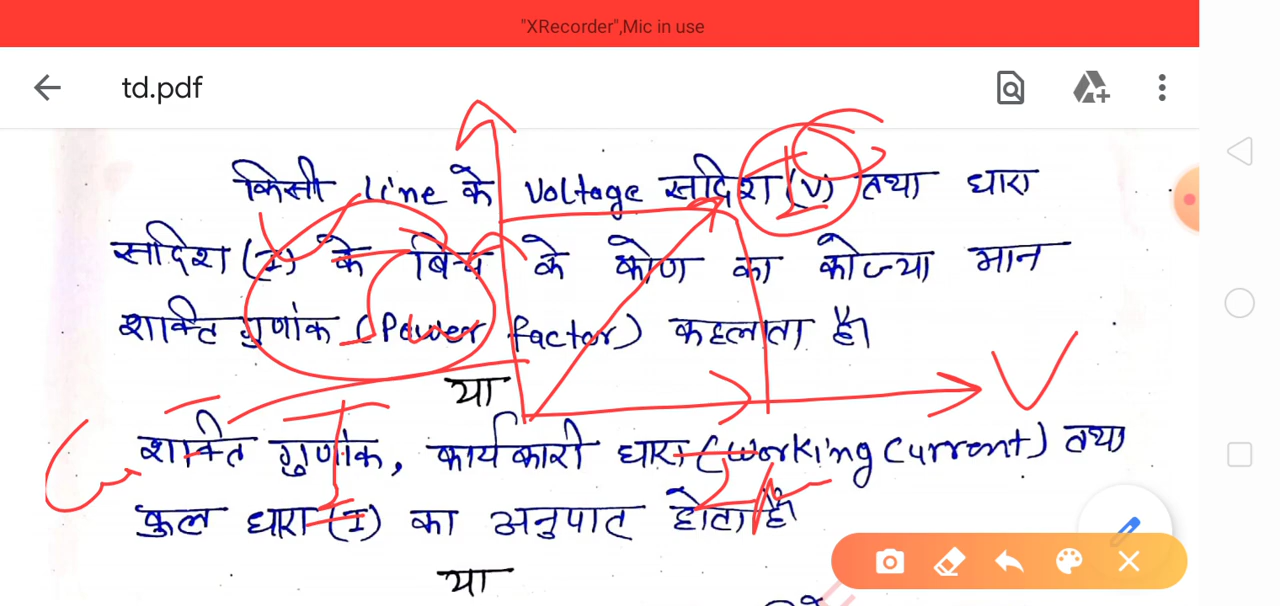 "XRecorder",Mic in use
td.pdf
किसी Line के Voltage सदिश (V) तथा धारा
सदिश (I) के बिच के कोण का कोज्या मान
शक्ति गुणांक (Power factor) कहलाता है।
या
शक्ति गुणांक, कार्यकारी धारा (Working Current) तथा
कुल धारा (I) का अनुपात होता है।
या
I
V
I